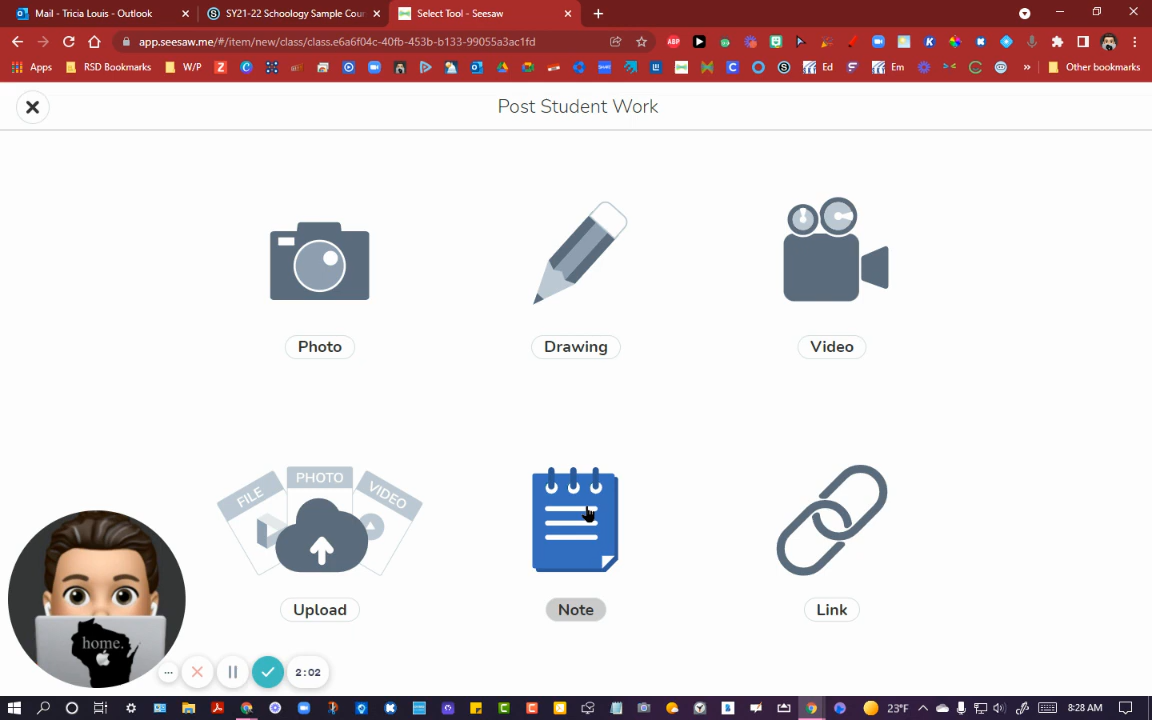 Mail - Tricia Louis - Outlook
SY21-22 Schoology Sample Cour
Select Tool - Seesaw
app.seesaw.me/#/item/new/class/class.e6a6f04c-40fb-453b-b133-99055a3ac1fd
Apps
RSD Bookmarks
W/P
Ed
Em
Other bookmarks
Post Student Work
Photo
Drawing
Video
FILE
PHOTO
VIDEO
Upload
Note
Link
home.
2:02
23°F
8:28 AM